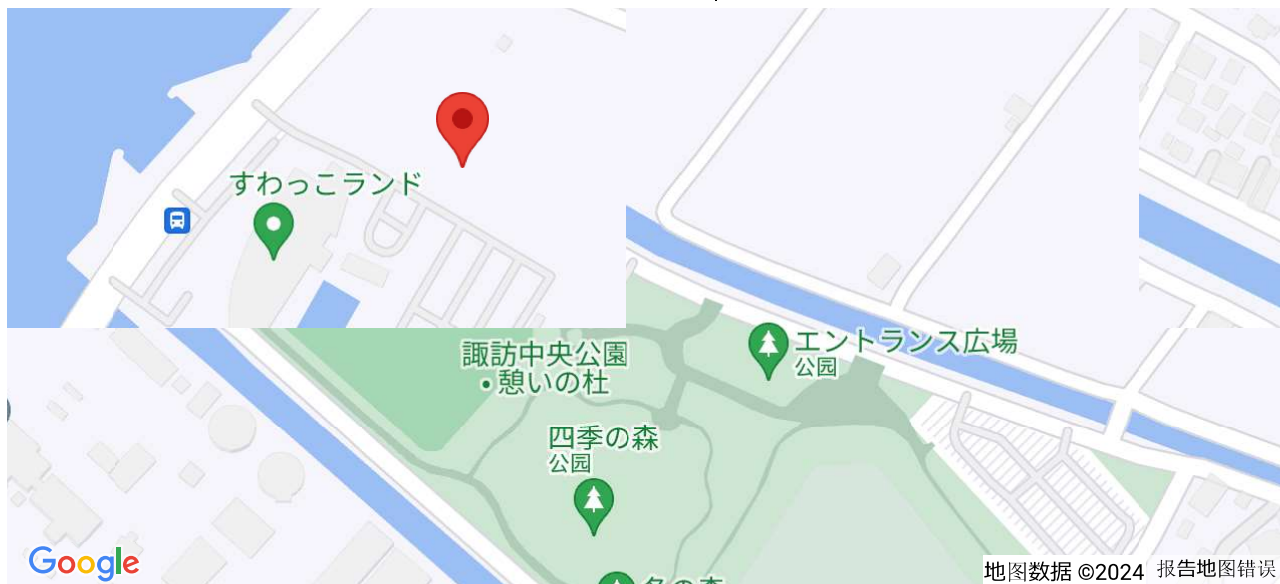 すわっこランド
エントランス広場
公园
諏訪中央公園
・憩いの杜
四季の森
公园
Google
地图数据 ©2024
报告地图错误